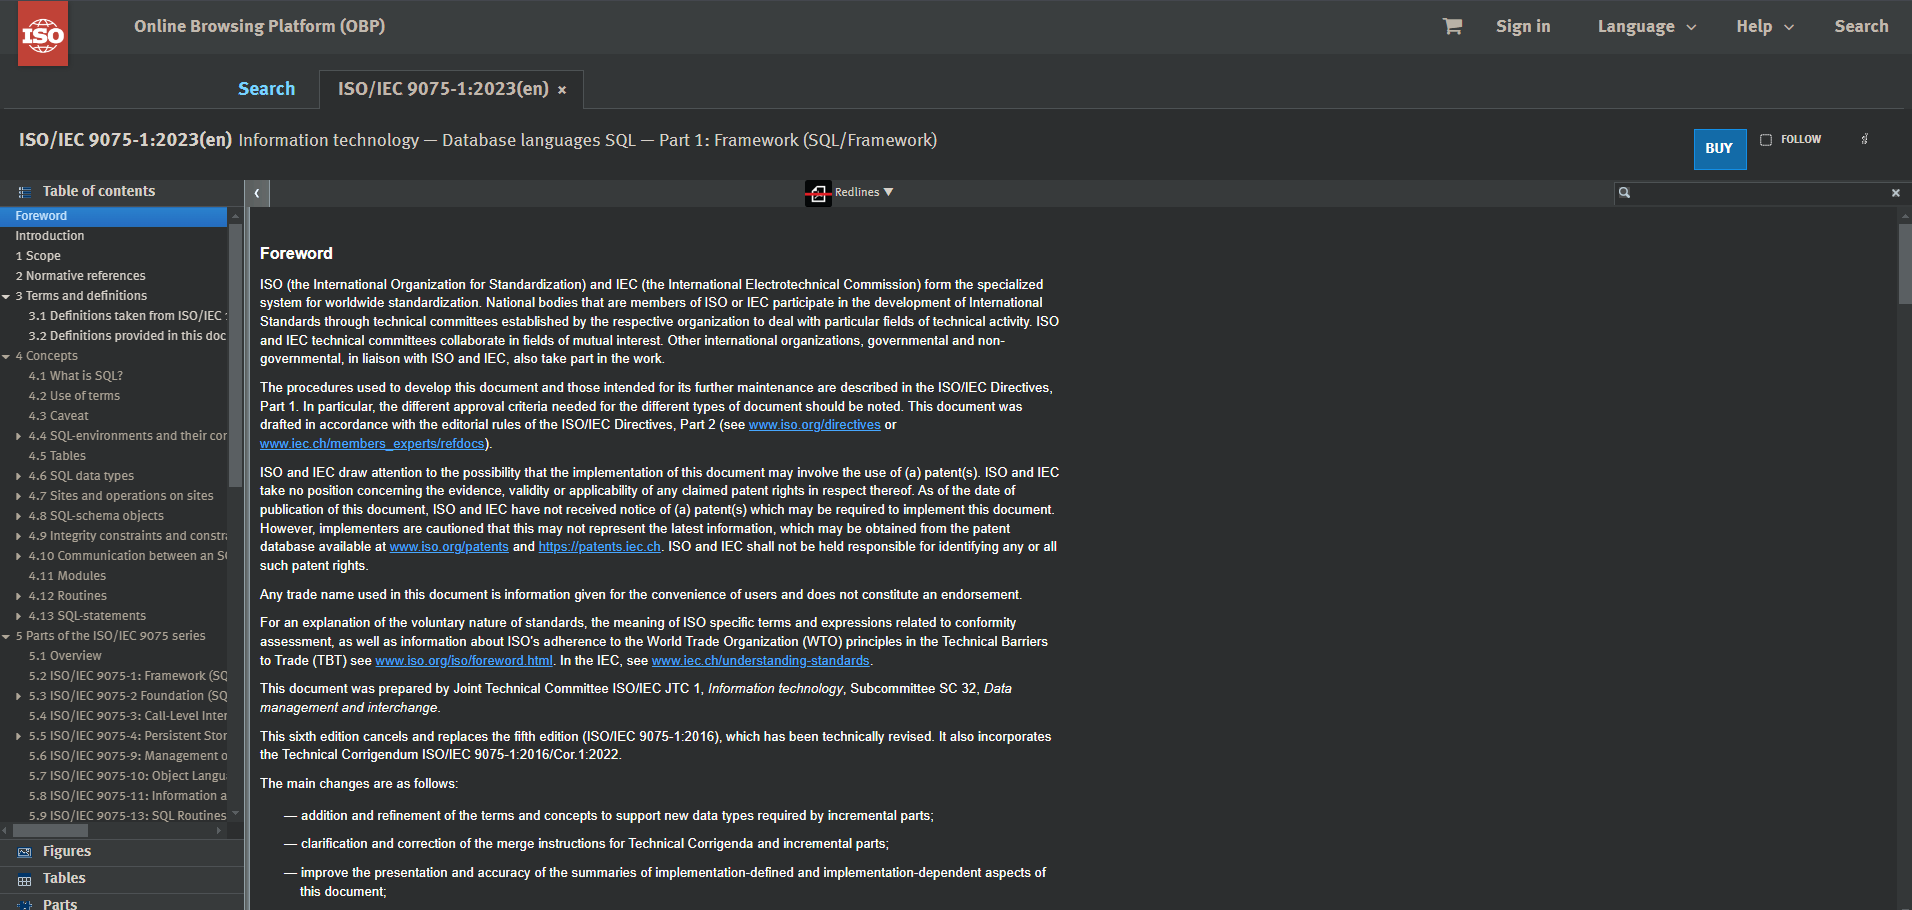 ISO
Online Browsing Platform (OBP)
Sign in
Language
Help
Search
Search
ISO/IEC 9075-1:2023(en) ×
ISO/IEC 9075-1:2023(en) Information technology — Database languages SQL — Part 1: Framework (SQL/Framework)
BUY
FOLLOW
Table of contents
Redlines ▼
Foreword
Introduction
1 Scope
2 Normative references
3 Terms and definitions
3.1 Definitions taken from ISO/IEC
3.2 Definitions provided in this doc
4 Concepts
4.1 What is SQL?
4.2 Use of terms
4.3 Caveat
4.4 SQL-environments and their cor
4.5 Tables
4.6 SQL data types
4.7 Sites and operations on sites
4.8 SQL-schema objects
4.9 Integrity constraints and constra
4.10 Communication between an SQ
4.11 Modules
4.12 Routines
4.13 SQL-statements
5 Parts of the ISO/IEC 9075 series
5.1 Overview
5.2 ISO/IEC 9075-1: Framework (SQ
5.3 ISO/IEC 9075-2 Foundation (SQ
5.4 ISO/IEC 9075-3: Call-Level Inter
5.5 ISO/IEC 9075-4: Persistent Stor
5.6 ISO/IEC 9075-9: Management o
5.7 ISO/IEC 9075-10: Object Langu
5.8 ISO/IEC 9075-11: Information a
5.9 ISO/IEC 9075-13: SQL Routines
Figures
Tables
Parts
Foreword
ISO (the International Organization for Standardization) and IEC (the International Electrotechnical Commission) form the specialized
system for worldwide standardization. National bodies that are members of ISO or IEC participate in the development of International
Standards through technical committees established by the respective organization to deal with particular fields of technical activity. ISO
and IEC technical committees collaborate in fields of mutual interest. Other international organizations, governmental and non-
governmental, in liaison with ISO and IEC, also take part in the work.
The procedures used to develop this document and those intended for its further maintenance are described in the ISO/IEC Directives,
Part 1. In particular, the different approval criteria needed for the different types of document should be noted. This document was
drafted in accordance with the editorial rules of the ISO/IEC Directives, Part 2 (see www.iso.org/directives or
www.iec.ch/members_experts/refdocs).
ISO and IEC draw attention to the possibility that the implementation of this document may involve the use of (a) patent(s). ISO and IEC
take no position concerning the evidence, validity or applicability of any claimed patent rights in respect thereof. As of the date of
publication of this document, ISO and IEC have not received notice of (a) patent(s) which may be required to implement this document.
However, implementers are cautioned that this may not represent the latest information, which may be obtained from the patent
database available at www.iso.org/patents and https://patents.iec.ch. ISO and IEC shall not be held responsible for identifying any or all
such patent rights.
Any trade name used in this document is information given for the convenience of users and does not constitute an endorsement.
For an explanation of the voluntary nature of standards, the meaning of ISO specific terms and expressions related to conformity
assessment, as well as information about ISO's adherence to the World Trade Organization (WTO) principles in the Technical Barriers
to Trade (TBT) see www.iso.org/iso/foreword.html. In the IEC, see www.iec.ch/understanding-standards.
This document was prepared by Joint Technical Committee ISO/IEC JTC 1, Information technology, Subcommittee SC 32, Data
management and interchange.
This sixth edition cancels and replaces the fifth edition (ISO/IEC 9075-1:2016), which has been technically revised. It also incorporates
the Technical Corrigendum ISO/IEC 9075-1:2016/Cor.1:2022.
The main changes are as follows:
— addition and refinement of the terms and concepts to support new data types required by incremental parts;
— clarification and correction of the merge instructions for Technical Corrigenda and incremental parts;
— improve the presentation and accuracy of the summaries of implementation-defined and implementation-dependent aspects of
this document;